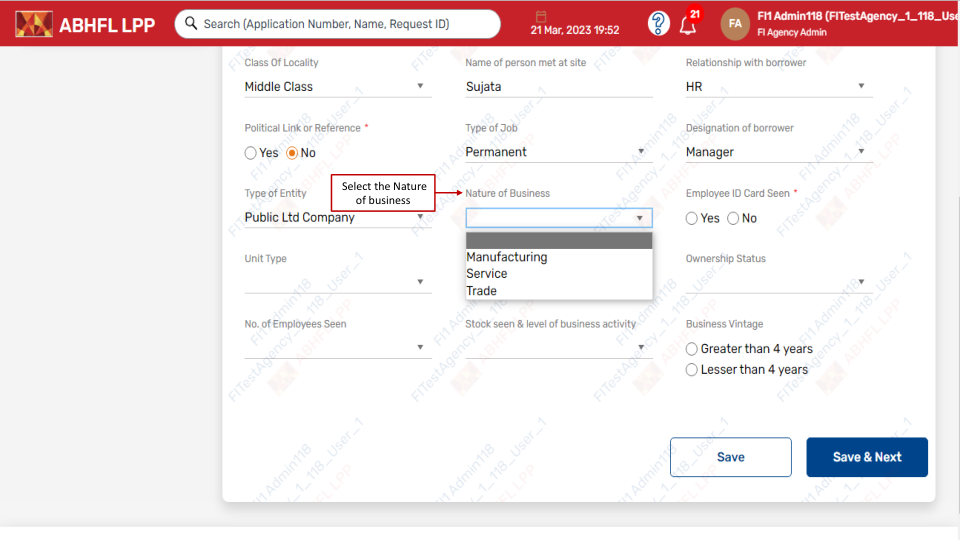 ABHFL LPP
Search (Application Number, Name, Request ID)
21 Mar, 2023 19:52
21
FA
FI1 Admin118 (FITestAgency_1_118_Use
FI Agency Admin
Class Of Locality
Name of person met at site
Relationship with borrower
Middle Class
Sujata
HR
Political Link or Reference *
Type of Job
Designation of borrower
Yes No
Permanent
Manager
Type of Entity
Select the Nature
of business
Nature of Business
Employee ID Card Seen *
Public Ltd Company
Yes No
Manufacturing
Service
Trade
Unit Type
Ownership Status
No. of Employees Seen
Stock seen & level of business activity
Business Vintage
Greater than 4 years
Lesser than 4 years
Save
Save & Next